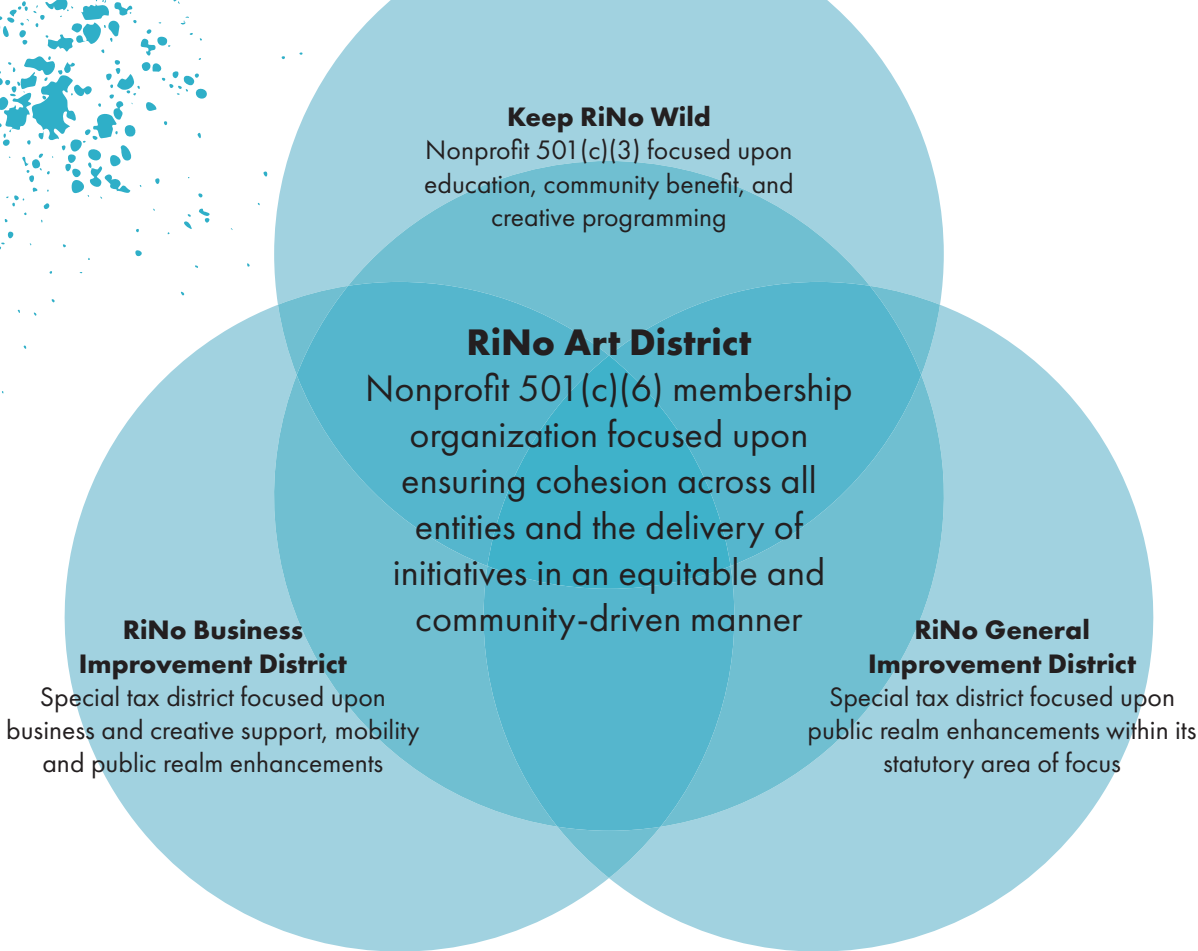 Keep RiNo Wild
Nonprofit 501(c)(3) focused upon
education, community benefit, and
creative programming
RiNo Art District
Nonprofit 501(c)(6) membership
organization focused upon
ensuring cohesion across all
entities and the delivery of
initiatives in an equitable and
community-driven manner
RiNo Business
Improvement District
Special tax district focused upon
business and creative support, mobility
and public realm enhancements
RiNo General
Improvement District
Special tax district focused upon
public realm enhancements within its
statutory area of focus